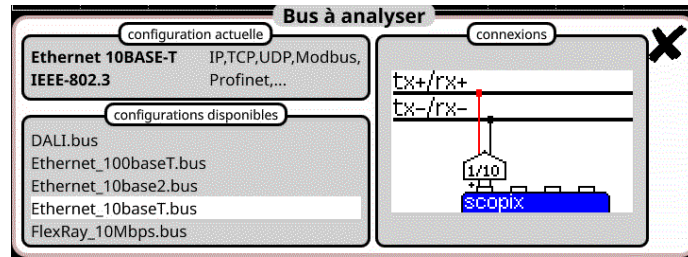 Bus à analyser
configuration actuelle
Ethernet 10BASE-T IP,TCP,UDP,Modbus,
IEEE-802.3 Profinet,...
configurations disponibles
DALI.bus
Ethernet_100baseT.bus
Ethernet_10base2.bus
Ethernet_10baseT.bus
FlexRay_10Mbps.bus
connexions
tx+/rx+
tx-/rx-
1/10
+
scopix